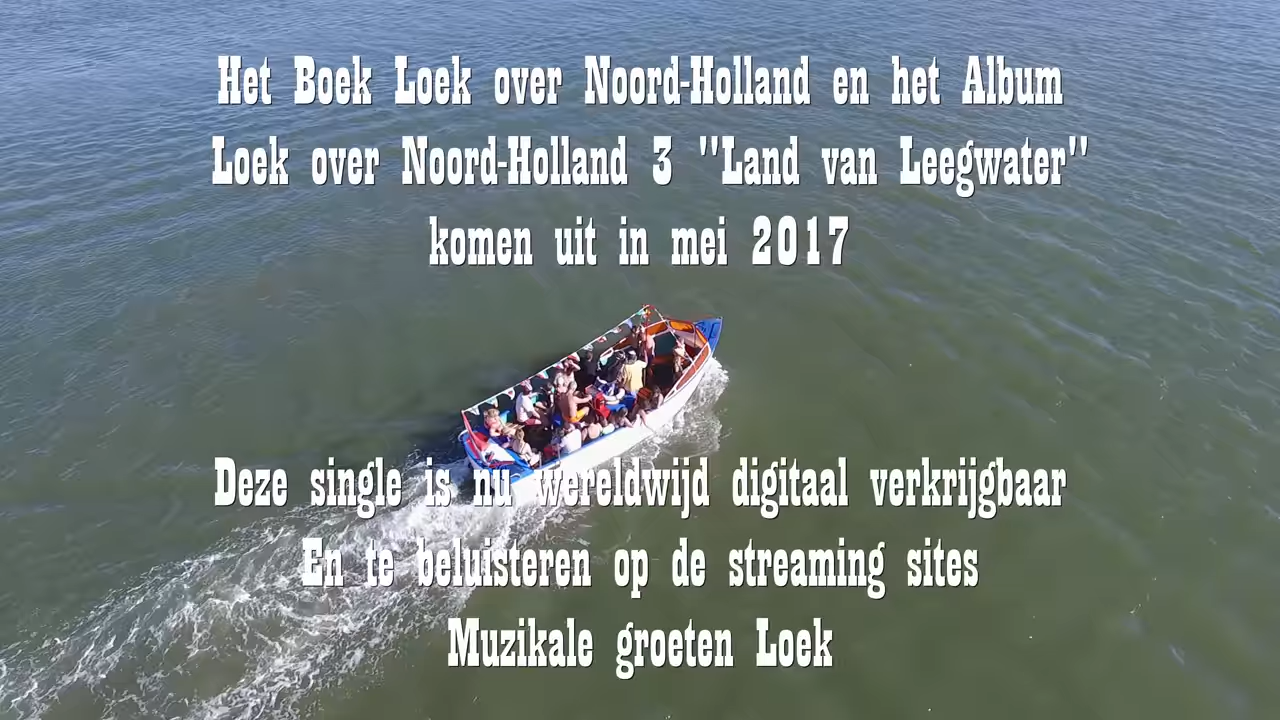 Het Boek Loek over Noord-Holland en het Album
Loek over Noord-Holland 3 "Land van Leegwater"
komen uit in mei 2017
Deze single is nu wereldwijd digitaal verkrijgbaar
En te beluisteren op de streaming sites
Muzikale groeten Loek